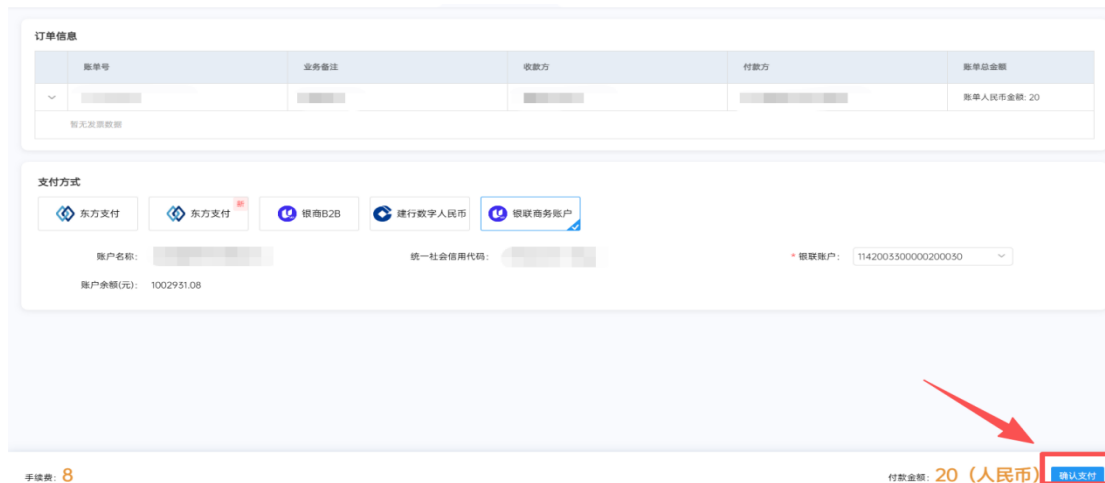 订单信息
账单号 业务备注 收款方 付款方 账单总金额
账单人民币金额: 20
暂无发票数据
支付方式
东方支付 东方支付 新 银商B2B 建行数字人民币 银联商务账户
账户名称: 统一社会信用代码: * 银联账户: 1142003300000200030
账户余额(元): 1002931.08
手续费: 8 付款金额: 20（人民币） 确认支付